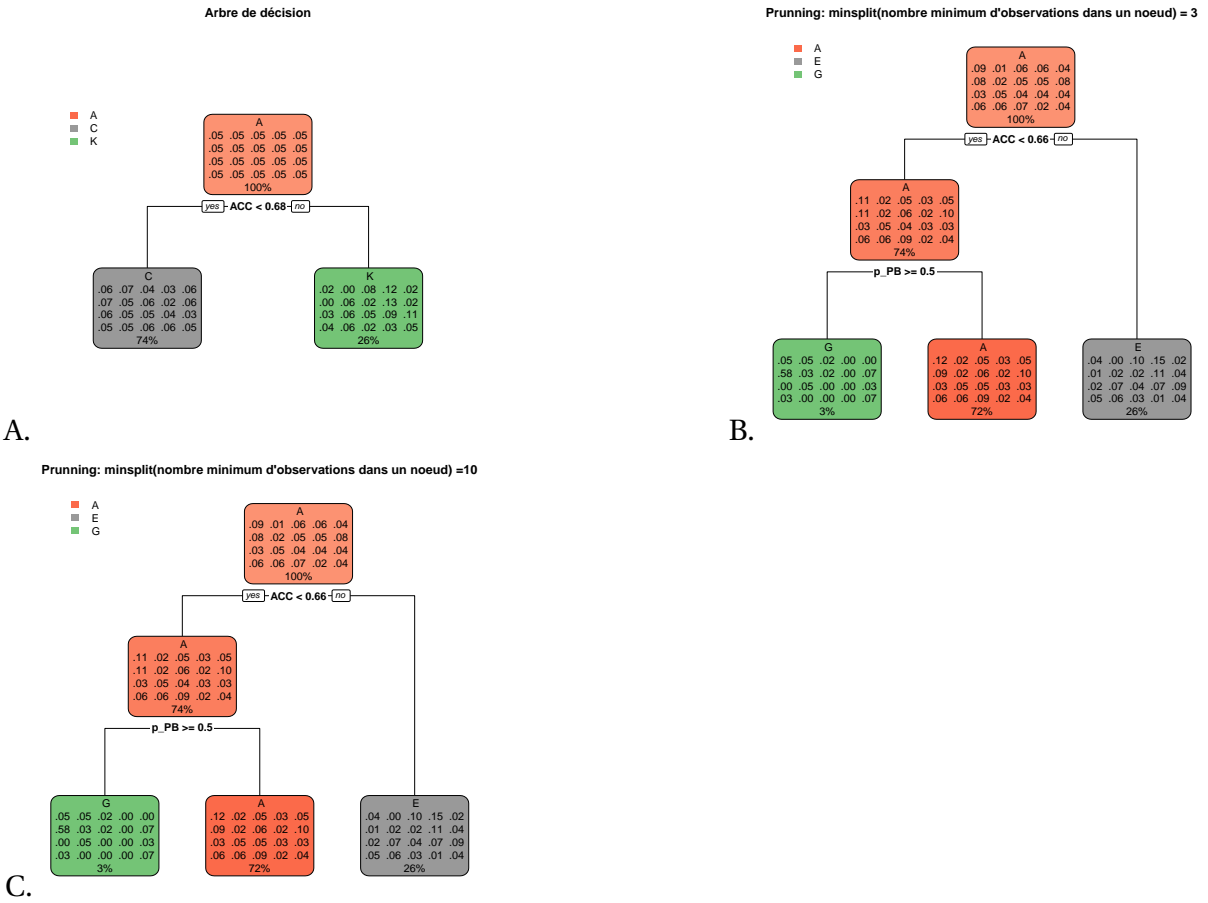 Arbre de décision
A
C
K
A
.05 .05 .05 .05 .05
.05 .05 .05 .05 .05
.05 .05 .05 .05 .05
.05 .05 .05 .05 .05
100%
yes ACC < 0.68 no
C
.06 .07 .04 .03 .06
.07 .05 .06 .02 .06
.06 .05 .05 .04 .03
.05 .05 .06 .06 .05
74%
K
.02 .00 .08 .12 .02
.00 .06 .02 .13 .02
.03 .06 .05 .09 .11
.04 .06 .02 .03 .05
26%
A.
Prunning: minsplit(nombre minimum d'observations dans un noeud) = 3
A
E
G
A
.09 .01 .06 .06 .04
.08 .02 .05 .05 .08
.03 .05 .04 .04 .04
.06 .06 .07 .02 .04
100%
yes ACC < 0.66 no
A
.11 .02 .05 .03 .05
.11 .02 .06 .02 .10
.03 .05 .04 .03 .03
.06 .06 .09 .02 .04
74%
p_PB >= 0.5
G
.05 .05 .02 .00 .00
.58 .03 .02 .00 .07
.00 .05 .00 .00 .03
.03 .00 .00 .00 .07
3%
A
.12 .02 .05 .03 .05
.09 .02 .06 .02 .10
.03 .05 .05 .03 .03
.06 .06 .09 .02 .04
72%
E
.04 .00 .10 .15 .02
.01 .02 .02 .11 .04
.02 .07 .04 .07 .09
.05 .06 .03 .01 .04
26%
B.
Prunning: minsplit(nombre minimum d'observations dans un noeud) =10
A
E
G
A
.09 .01 .06 .06 .04
.08 .02 .05 .05 .08
.03 .05 .04 .04 .04
.06 .06 .07 .02 .04
100%
yes ACC < 0.66 no
A
.11 .02 .05 .03 .05
.11 .02 .06 .02 .10
.03 .05 .04 .03 .03
.06 .06 .09 .02 .04
74%
p_PB >= 0.5
G
.05 .05 .02 .00 .00
.58 .03 .02 .00 .07
.00 .05 .00 .00 .03
.03 .00 .00 .00 .07
3%
A
.12 .02 .05 .03 .05
.09 .02 .06 .02 .10
.03 .05 .05 .03 .03
.06 .06 .09 .02 .04
72%
E
.04 .00 .10 .15 .02
.01 .02 .02 .11 .04
.02 .07 .04 .07 .09
.05 .06 .03 .01 .04
26%
C.